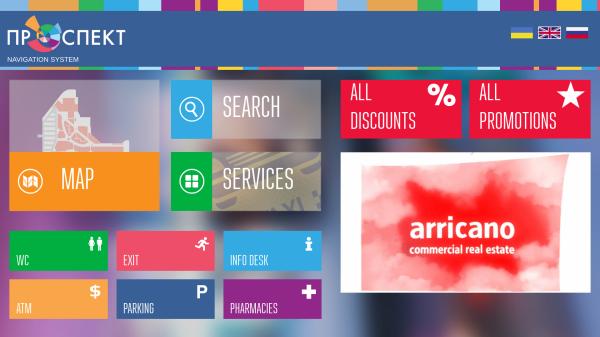 ПРОСПЕКТ
NAVIGATION SYSTEM
SEARCH
MAP
SERVICES
WC
EXIT
INFO DESK
i
ATM
$
PARKING
P
PHARMACIES
ALL
DISCOUNTS
%
ALL
PROMOTIONS
arricano
commercial real estate